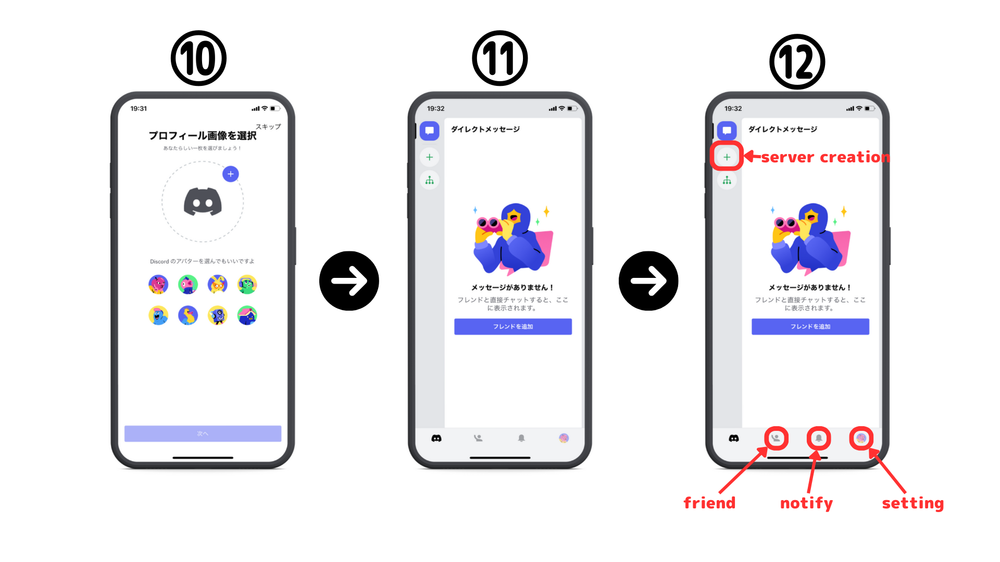 ⑩
19:31
スキップ
プロフィール画像を選択
あなたらしい一枚を選びましょう！
Discord のアバターを選んでもいいですよ
次へ
⑪
19:32
ダイレクトメッセージ
メッセージがありません！
フレンドと直接チャットすると、ここ
に表示されます。
フレンドを追加
⑫
19:32
ダイレクトメッセージ
server creation
メッセージがありません！
フレンドと直接チャットすると、ここ
に表示されます。
フレンドを追加
friend
notify
setting